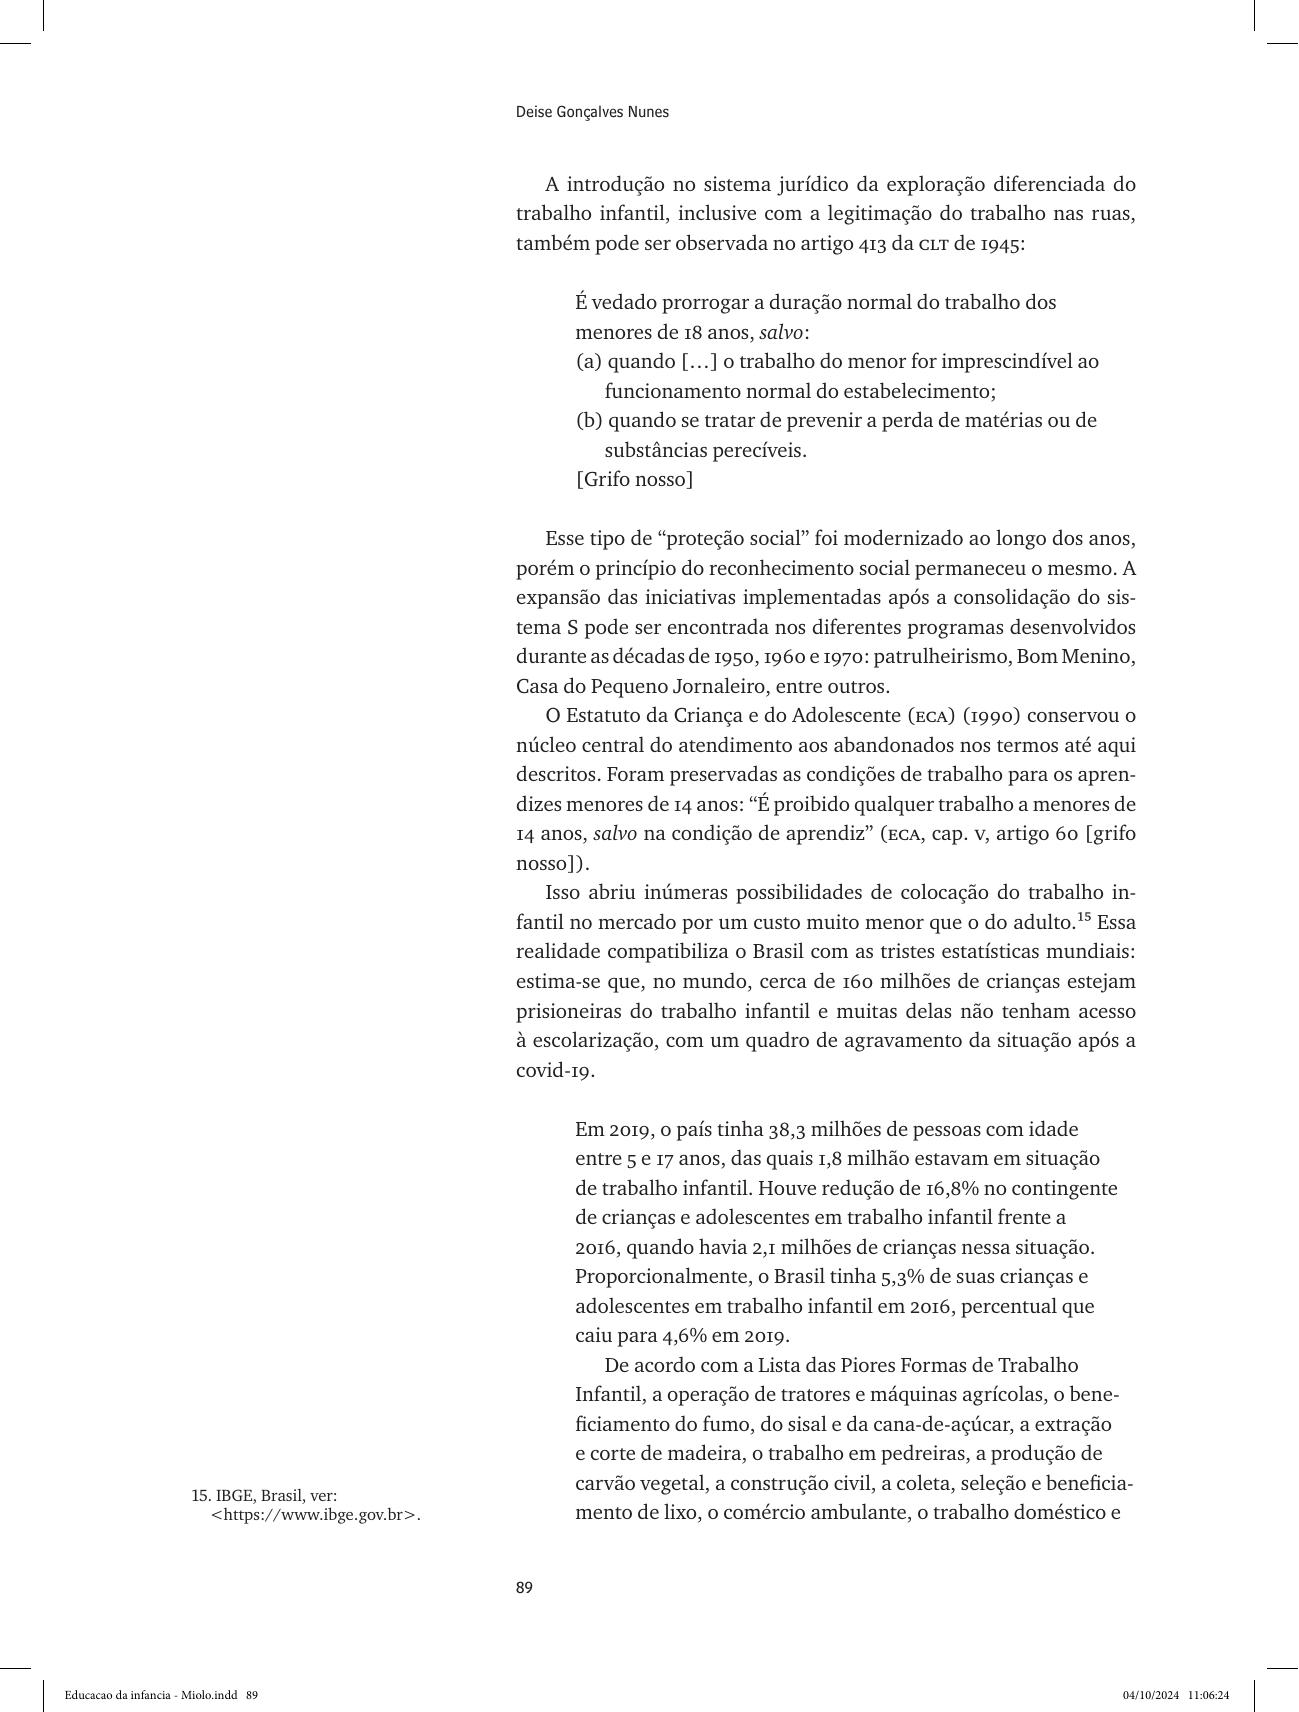 Deise Gonçalves Nunes
A introdução no sistema jurídico da exploração diferenciada do
trabalho infantil, inclusive com a legitimação do trabalho nas ruas,
também pode ser observada no artigo 413 da CLT de 1945:
É vedado prorrogar a duração normal do trabalho dos
menores de 18 anos, salvo:
(a) quando […] o trabalho do menor for imprescindível ao
funcionamento normal do estabelecimento;
(b) quando se tratar de prevenir a perda de matérias ou de
substâncias perecíveis.
[Grifo nosso]
Esse tipo de “proteção social” foi modernizado ao longo dos anos,
porém o princípio do reconhecimento social permaneceu o mesmo. A
expansão das iniciativas implementadas após a consolidação do sis-
tema S pode ser encontrada nos diferentes programas desenvolvidos
durante as décadas de 1950, 1960 e 1970: patrulheirismo, Bom Menino,
Casa do Pequeno Jornaleiro, entre outros.
O Estatuto da Criança e do Adolescente (ECA) (1990) conservou o
núcleo central do atendimento aos abandonados nos termos até aqui
descritos. Foram preservadas as condições de trabalho para os apren-
dizes menores de 14 anos: “É proibido qualquer trabalho a menores de
14 anos, salvo na condição de aprendiz” (ECA, cap. V, artigo 60 [grifo
nosso]).
Isso abriu inúmeras possibilidades de colocação do trabalho in-
fantil no mercado por um custo muito menor que o do adulto.15 Essa
realidade compatibiliza o Brasil com as tristes estatísticas mundiais:
estima-se que, no mundo, cerca de 160 milhões de crianças estejam
prisioneiras do trabalho infantil e muitas delas não tenham acesso
à escolarização, com um quadro de agravamento da situação após a
covid-19.
Em 2019, o país tinha 38,3 milhões de pessoas com idade
entre 5 e 17 anos, das quais 1,8 milhão estavam em situação
de trabalho infantil. Houve redução de 16,8% no contingente
de crianças e adolescentes em trabalho infantil frente a
2016, quando havia 2,1 milhões de crianças nessa situação.
Proporcionalmente, o Brasil tinha 5,3% de suas crianças e
adolescentes em trabalho infantil em 2016, percentual que
caiu para 4,6% em 2019.
De acordo com a Lista das Piores Formas de Trabalho
Infantil, a operação de tratores e máquinas agrícolas, o bene-
ficiamento do fumo, do sisal e da cana-de-açúcar, a extração
e corte de madeira, o trabalho em pedreiras, a produção de
carvão vegetal, a construção civil, a coleta, seleção e beneficia-
mento de lixo, o comércio ambulante, o trabalho doméstico e
15. IBGE, Brasil, ver:
<https://www.ibge.gov.br>.
89
Educacao da infancia - Miolo.indd 89
04/10/2024 11:06:24